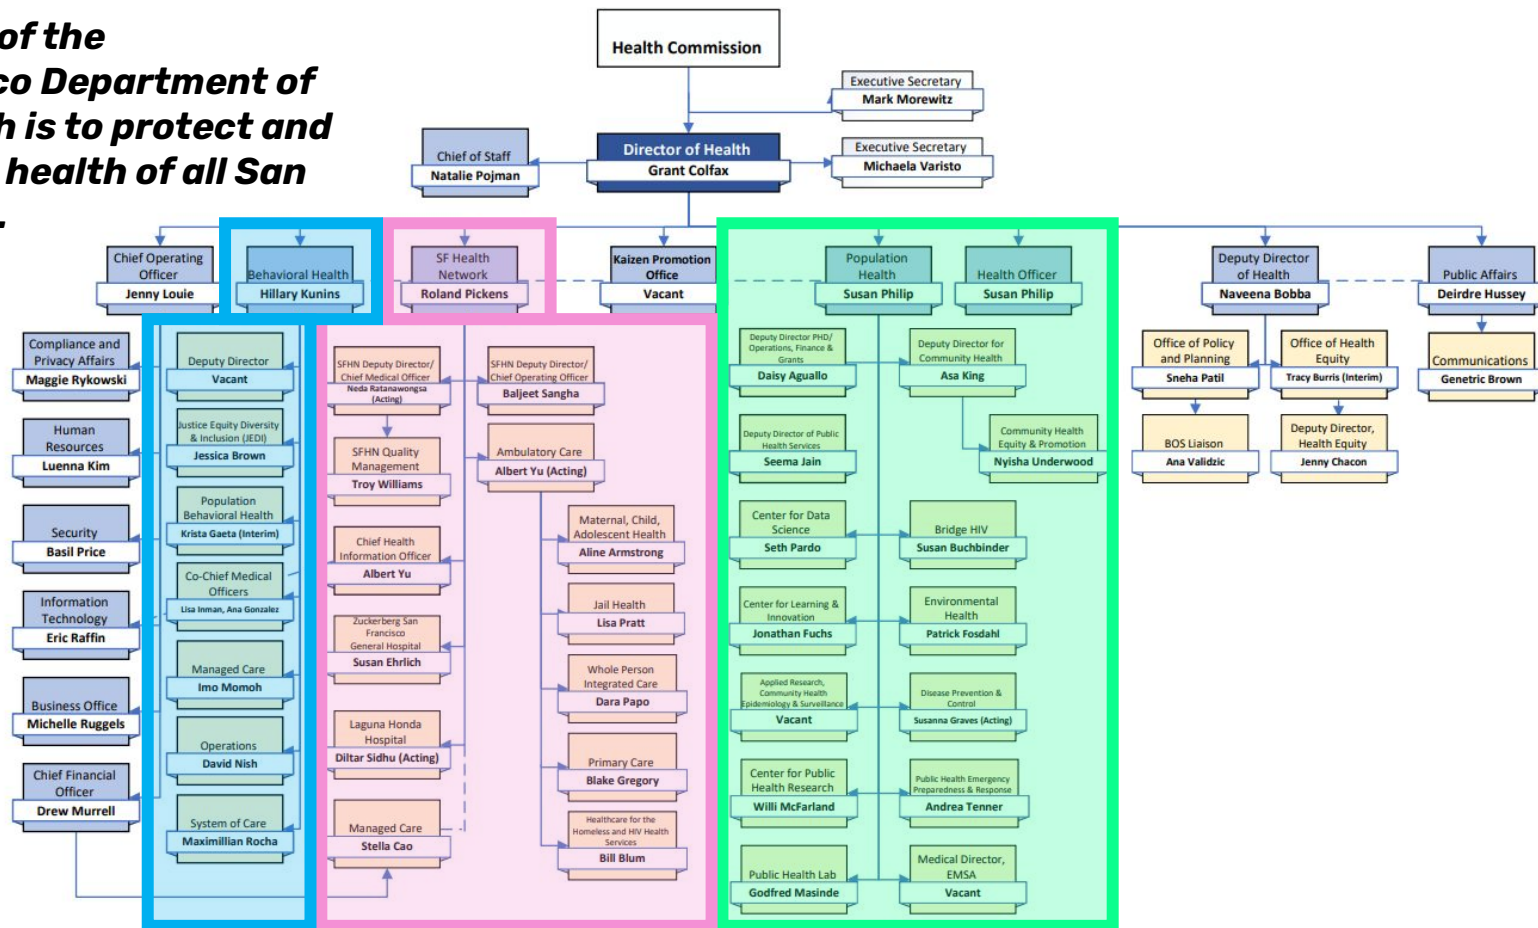 of the
co Department of
h is to protect and
health of all San
.
Health Commission
Executive Secretary
Mark Morewitz
Chief of Staff
Natalie Pojman
Director of Health
Grant Colfax
Executive Secretary
Michaela Varisto
Chief Operating
Officer
Jenny Louie
Behavioral Health
Hillary Kunins
SF Health
Network
Roland Pickens
Kaizen Promotion
Office
Vacant
Population
Health
Susan Philip
Health Officer
Susan Philip
Deputy Director
of Health
Naveena Bobba
Public Affairs
Deirdre Hussey
Compliance and
Privacy Affairs
Maggie Rykowski
Human
Resources
Luenna Kim
Security
Basil Price
Information
Technology
Eric Raffin
Business Office
Michelle Ruggels
Chief Financial
Officer
Drew Murrell
Deputy Director
Vacant
Justice Equity Diversity
& Inclusion (JEDI)
Jessica Brown
Population
Behavioral Health
Krista Gaeta (Interim)
Co-Chief Medical
Officers
Lisa Inman, Ana Gonzalez
Managed Care
Imo Momoh
Operations
David Nish
System of Care
Maximillian Rocha
SFHN Deputy Director/
Chief Medical Officer
Neda Ratanawongsa
(Acting)
SFHN Quality
Management
Troy Williams
Chief Health
Information Officer
Albert Yu
Zuckerberg San
Francisco
General Hospital
Susan Ehrlich
Laguna Honda
Hospital
Diltar Sidhu (Acting)
Managed Care
Stella Cao
SFHN Deputy Director/
Chief Operating Officer
Baljeet Sangha
Ambulatory Care
Albert Yu (Acting)
Maternal, Child,
Adolescent Health
Aline Armstrong
Jail Health
Lisa Pratt
Whole Person
Integrated Care
Dara Papo
Primary Care
Blake Gregory
Healthcare for the
Homeless and HIV Health
Services
Bill Blum
Deputy Director PHD/
Operations, Finance &
Grants
Daisy Aguallo
Deputy Director of Public
Health Services
Seema Jain
Center for Data
Science
Seth Pardo
Center for Learning &
Innovation
Jonathan Fuchs
Applied Research,
Community Health
Epidemiology & Surveillance
Vacant
Center for Public
Health Research
Willi McFarland
Public Health Lab
Godfred Masinde
Deputy Director for
Community Health
Asa King
Community Health
Equity & Promotion
Nyisha Underwood
Bridge HIV
Susan Buchbinder
Environmental
Health
Patrick Fosdahl
Disease Prevention &
Control
Susanna Graves (Acting)
Public Health Emergency
Preparedness & Response
Andrea Tenner
Medical Director,
EMSA
Vacant
Office of Policy
and Planning
Sneha Patil
BOS Liaison
Ana Validzic
Office of Health
Equity
Tracy Burris (Interim)
Deputy Director,
Health Equity
Jenny Chacon
Communications
Genetric Brown